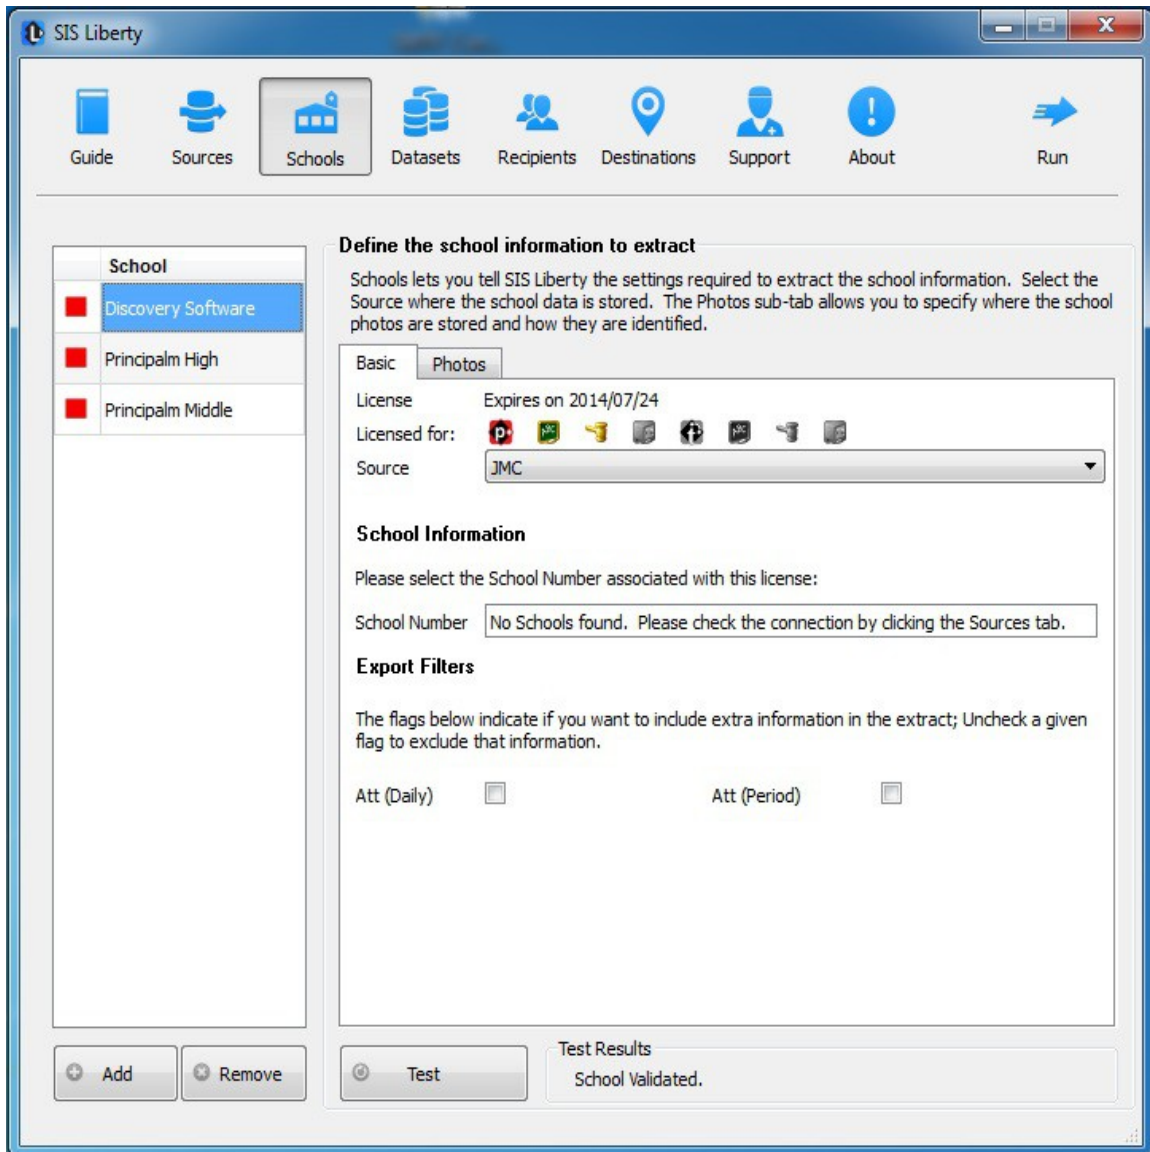 SIS Liberty
Guide
Sources
Schools
Datasets
Recipients
Destinations
Support
About
Run
School
Discovery Software
Principalm High
Principalm Middle
Define the school information to extract
Schools lets you tell SIS Liberty the settings required to extract the school information. Select the
Source where the school data is stored. The Photos sub-tab allows you to specify where the school
photos are stored and how they are identified.
Basic
Photos
License Expires on 2014/07/24
Licensed for:
Source JMC
School Information
Please select the School Number associated with this license:
School Number No Schools found. Please check the connection by clicking the Sources tab.
Export Filters
The flags below indicate if you want to include extra information in the extract; Uncheck a given
flag to exclude that information.
Att (Daily) Att (Period)
Add
Remove
Test
Test Results
School Validated.